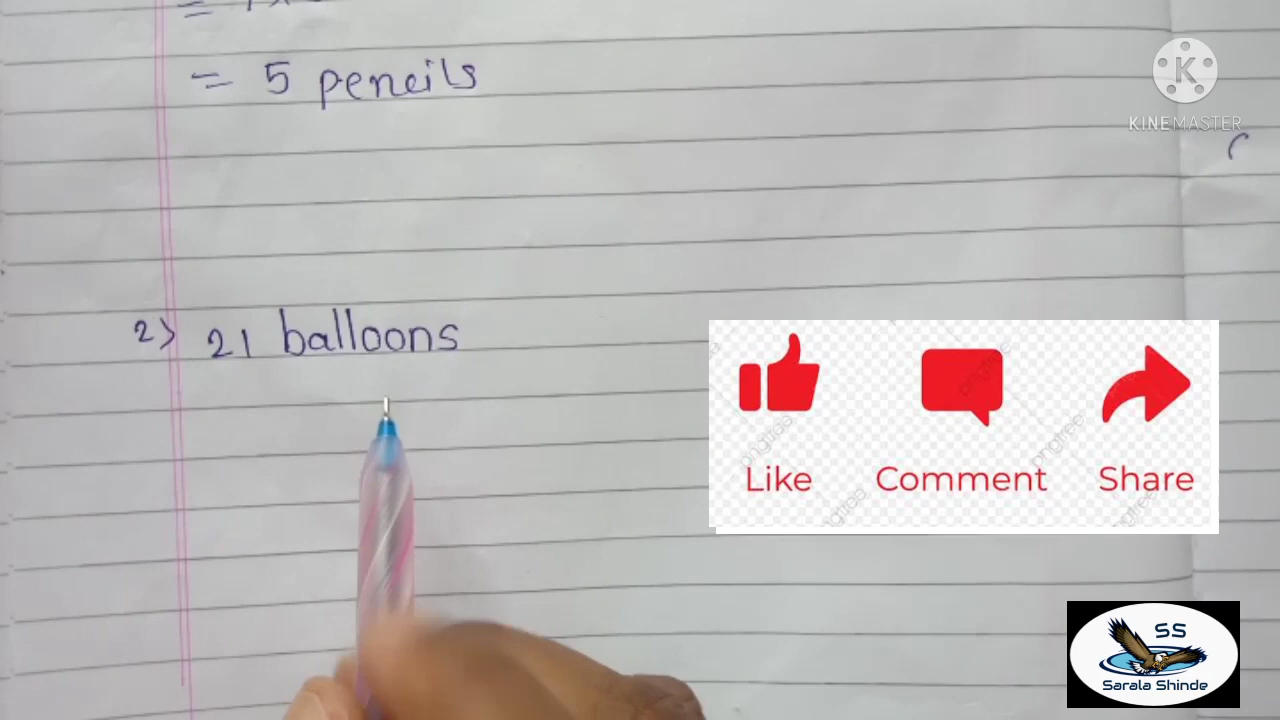 = 5 pencils
2) 21 balloons
KINEMASTER
Like Comment Share
SS
Sarala Shinde